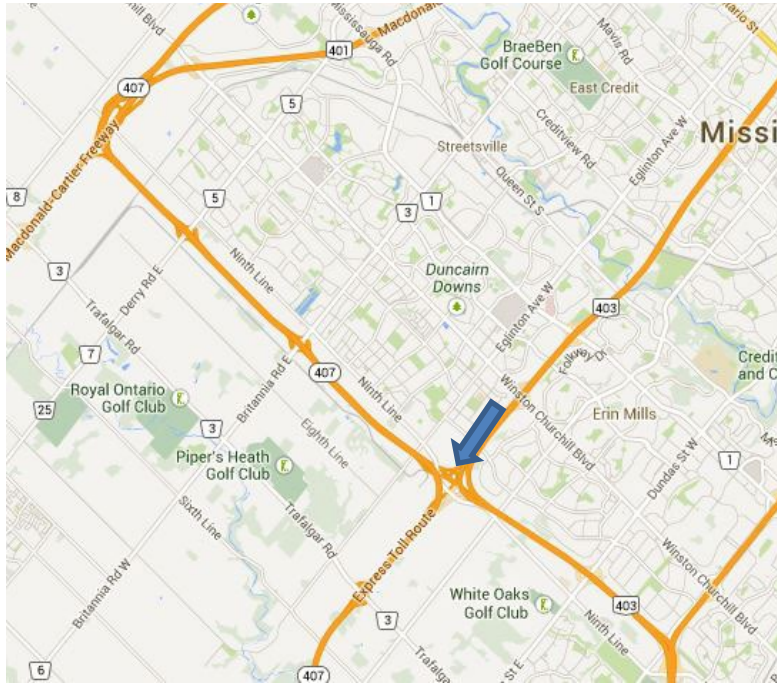 hill Blvd
Mississauga Rd
Macdonald
401
BraeBen
Golf Course
Mavis Rd
East Credit
Creditview Rd
Eglinton Ave W
407
5
Macdonald-Cartier Freeway
Missi
Streetsville
Queen St S
8
5
1
3
3
Derry Rd E
Ninth Line
Duncairn
Downs
Eglinton Ave W
403
Trafalgar Rd
7
Royal Ontario
Golf Club
25
Britannia Rd E
407
Ninth Line
Winston Churchill Blvd
Credit
and C
Erin Mills
3
Eighth Line
Piper's Heath
Golf Club
Dundas St W
1
Sixth Line
Trafalgar Rd
Express Toll Route
Winston Churchill Blvd
Britannia Rd W
White Oaks
Golf Club
403
Ninth Line
3
6
407
Trafalgar